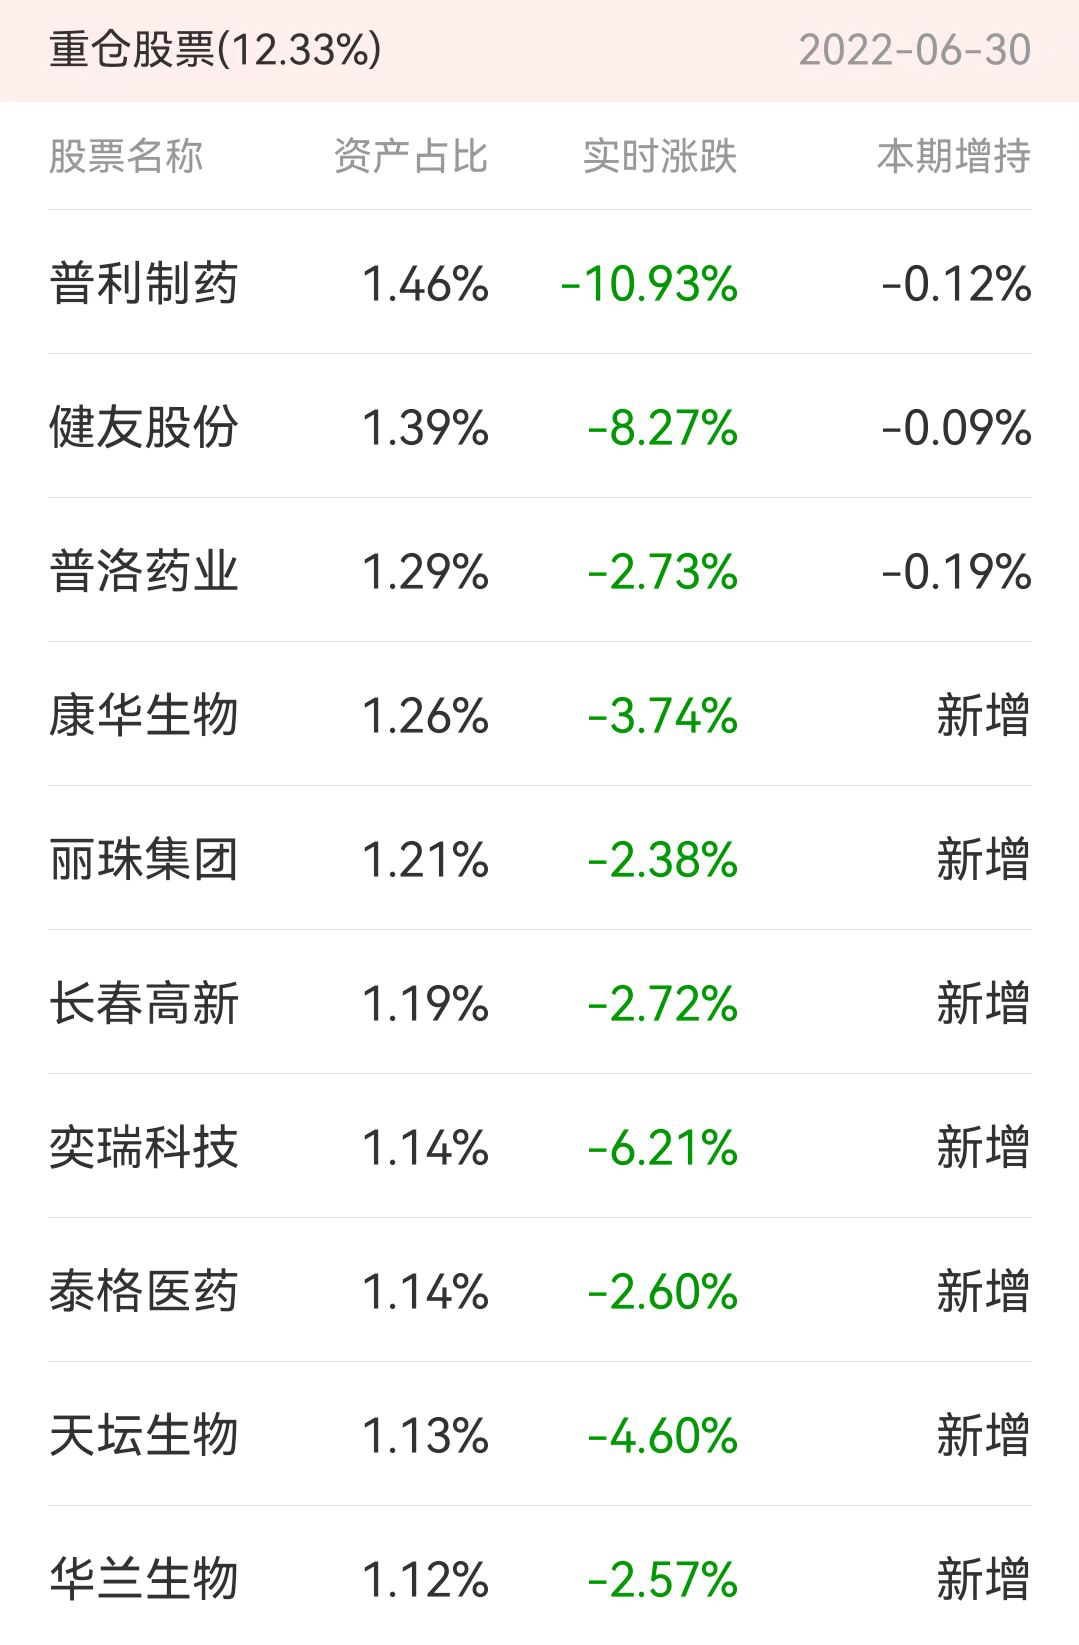 重仓股票(12.33%) 2022-06-30
股票名称 资产占比 实时涨跌 本期增持
普利制药 1.46% -10.93% -0.12%
健友股份 1.39% -8.27% -0.09%
普洛药业 1.29% -2.73% -0.19%
康华生物 1.26% -3.74% 新增
丽珠集团 1.21% -2.38% 新增
长春高新 1.19% -2.72% 新增
奕瑞科技 1.14% -6.21% 新增
泰格医药 1.14% -2.60% 新增
天坛生物 1.13% -4.60% 新增
华兰生物 1.12% -2.57% 新增